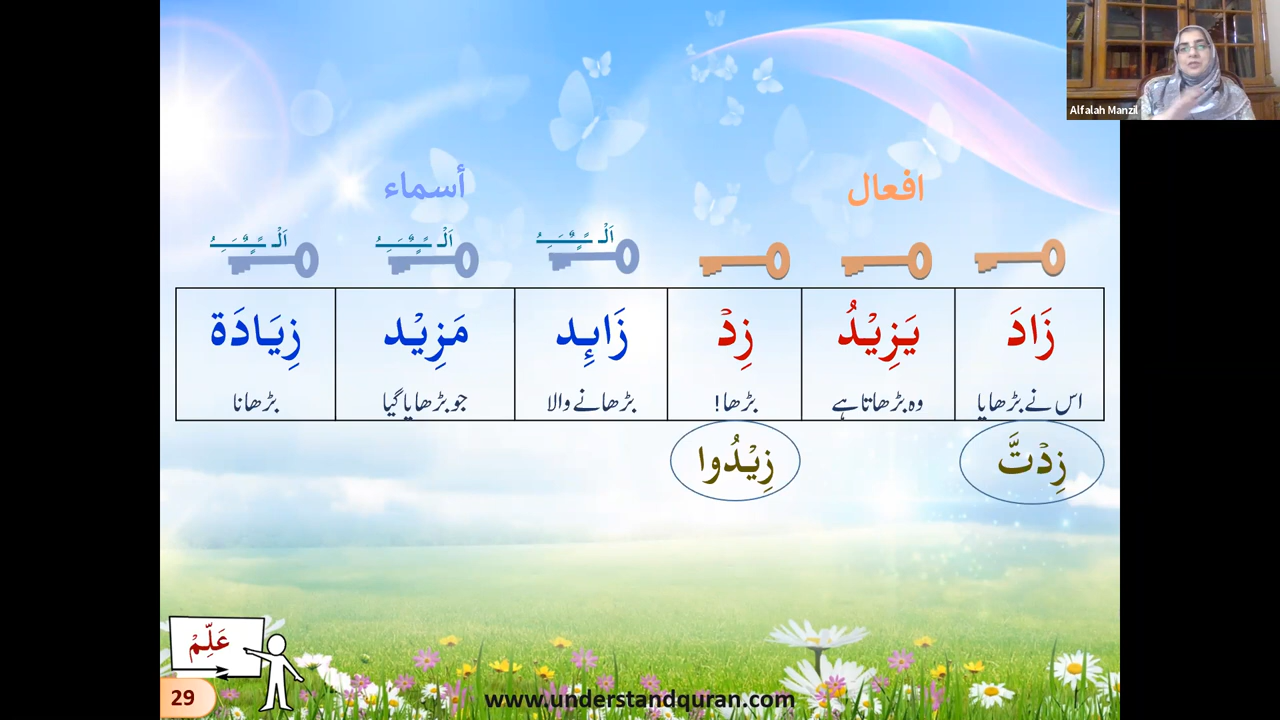 Alfalah Manzil
افعال أسماء
اَلْـ ـًـٌـٍـَـِـُ اَلْـ ـًـٌـٍـَـِـُ اَلْـ ـًـٌـٍـَـِـُ
زَادَ يَزِيْدُ زِدْ زَائِد مَزِيْد زِيَادَة
اس نے بڑھایا وہ بڑھاتا ہے بڑھا! بڑھانے والا جو بڑھایا گیا بڑھانا
زِدْتَّ زِيْدُوا
عَلِّمْ
29
www.understandquran.com